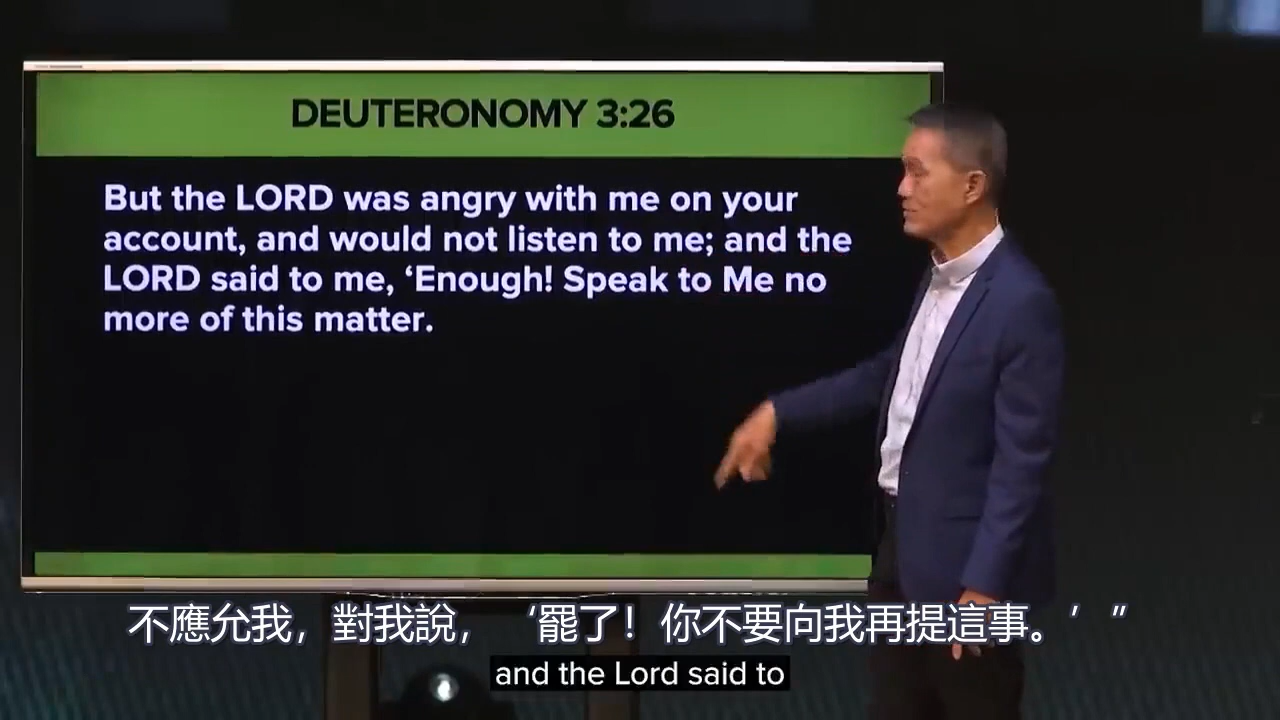 DEUTERONOMY 3:26
But the LORD was angry with me on your
account, and would not listen to me; and the
LORD said to me, ‘Enough! Speak to Me no
more of this matter.
不應允我，對我說，‘罷了！你不要向我再提這事。’”
and the Lord said to